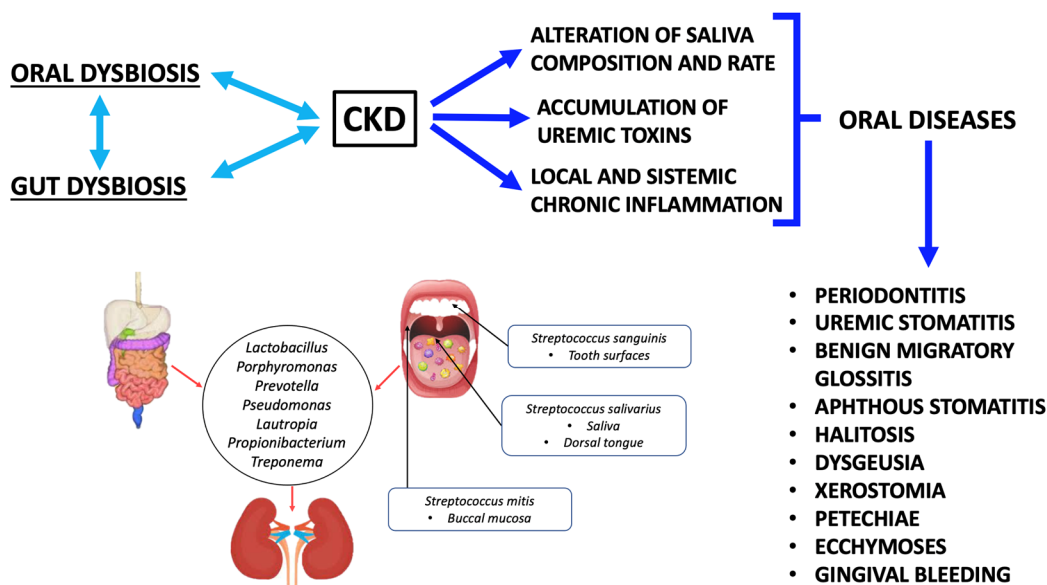 ORAL DYSBIOSIS
GUT DYSBIOSIS
CKD
ALTERATION OF SALIVA
COMPOSITION AND RATE
ACCUMULATION OF
UREMIC TOXINS
LOCAL AND SISTEMIC
CHRONIC INFLAMMATION
ORAL DISEASES
• PERIODONTITIS
• UREMIC STOMATITIS
• BENIGN MIGRATORY
GLOSSITIS
• APHTHOUS STOMATITIS
• HALITOSIS
• DYSGEUSIA
• XEROSTOMIA
• PETECHIAE
• ECCHYMOSES
• GINGIVAL BLEEDING
Lactobacillus
Porphyromonas
Prevotella
Pseudomonas
Lautropia
Propionibacterium
Treponema
Streptococcus sanguinis
• Tooth surfaces
Streptococcus salivarius
• Saliva
• Dorsal tongue
Streptococcus mitis
• Buccal mucosa